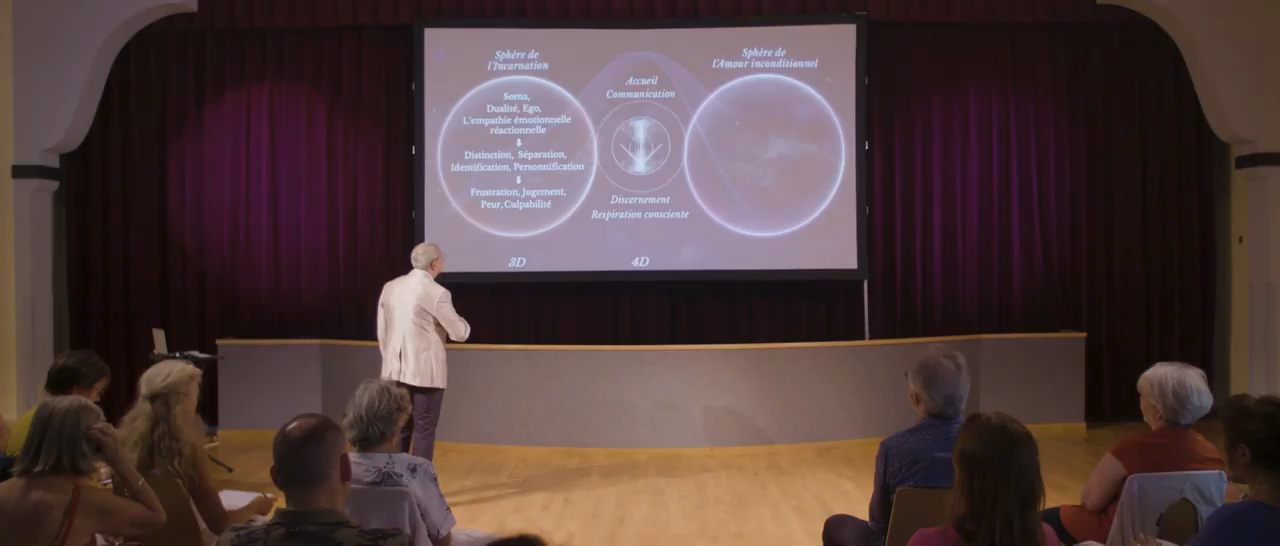 Sphère de
l'Incarnation
Soma,
Dualité, Ego,
L'empathie émotionnelle
réactionnelle
Distinction, Séparation,
Identification, Personnification
Frustration, Jugement,
Peur, Culpabilité
3D
Accueil
Communication
Discernement
Respiration consciente
4D
Sphère de
l'Amour inconditionnel